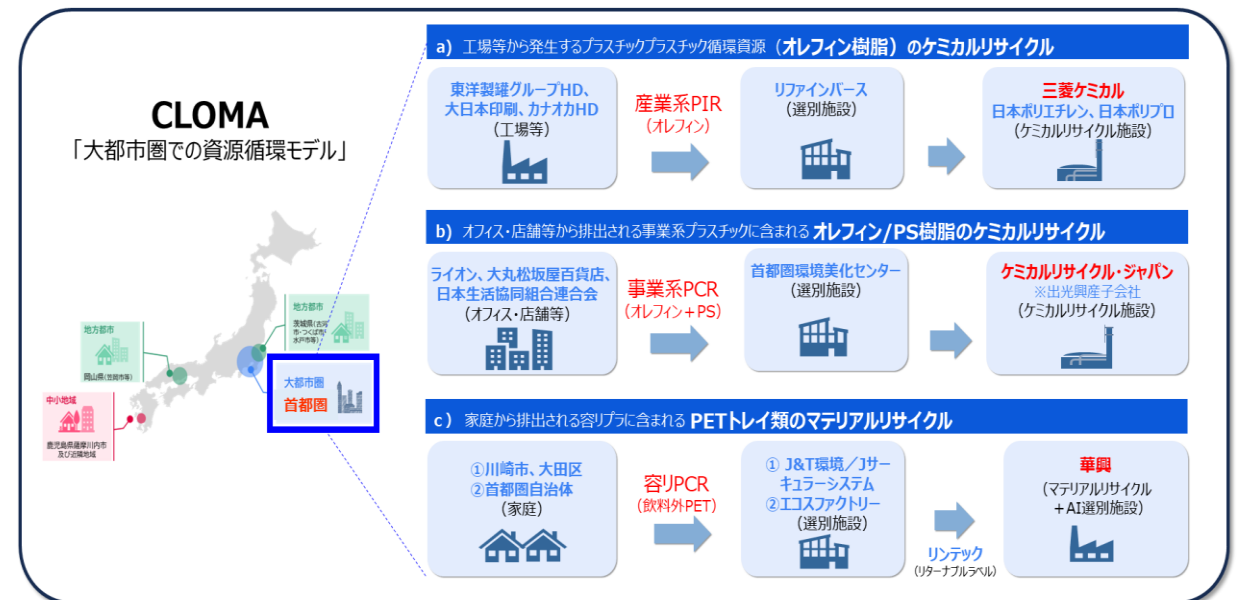 CLOMA
「大都市圏での資源循環モデル」
地方都市
岡山県(笠岡市等)
地方都市
茨城県(古河
市・つくば市
水戸市等)
中小地域
鹿児島県薩摩川内市
及び近隣地域
大都市圏
首都圏
a) 工場等から発生するプラスチックプラスチック循環資源（オレフィン樹脂）のケミカルリサイクル
東洋製罐グループHD、
大日本印刷、カナオカHD
(工場等)
産業系PIR
(オレフィン)
リファインバース
(選別施設)
三菱ケミカル
日本ポリエチレン、日本ポリプロ
(ケミカルリサイクル施設)
b) オフィス・店舗等から排出される事業系プラスチックに含まれる オレフィン/PS樹脂のケミカルリサイクル
ライオン、大丸松坂屋百貨店、
日本生活協同組合連合会
(オフィス・店舗等)
事業系PCR
(オレフィン＋PS)
首都圏環境美化センター
(選別施設)
ケミカルリサイクル・ジャパン
※出光興産子会社
(ケミカルリサイクル施設)
c) 家庭から排出される容リプラに含まれる PETトレイ類のマテリアルリサイクル
①川崎市、大田区
②首都圏自治体
(家庭)
容リPCR
(飲料外PET)
① J&T環境／Jサー
キュラーシステム
②エコスファクトリー
(選別施設)
リンテック
(リターナブルラベル)
華興
(マテリアルリサイクル
＋AI選別施設)